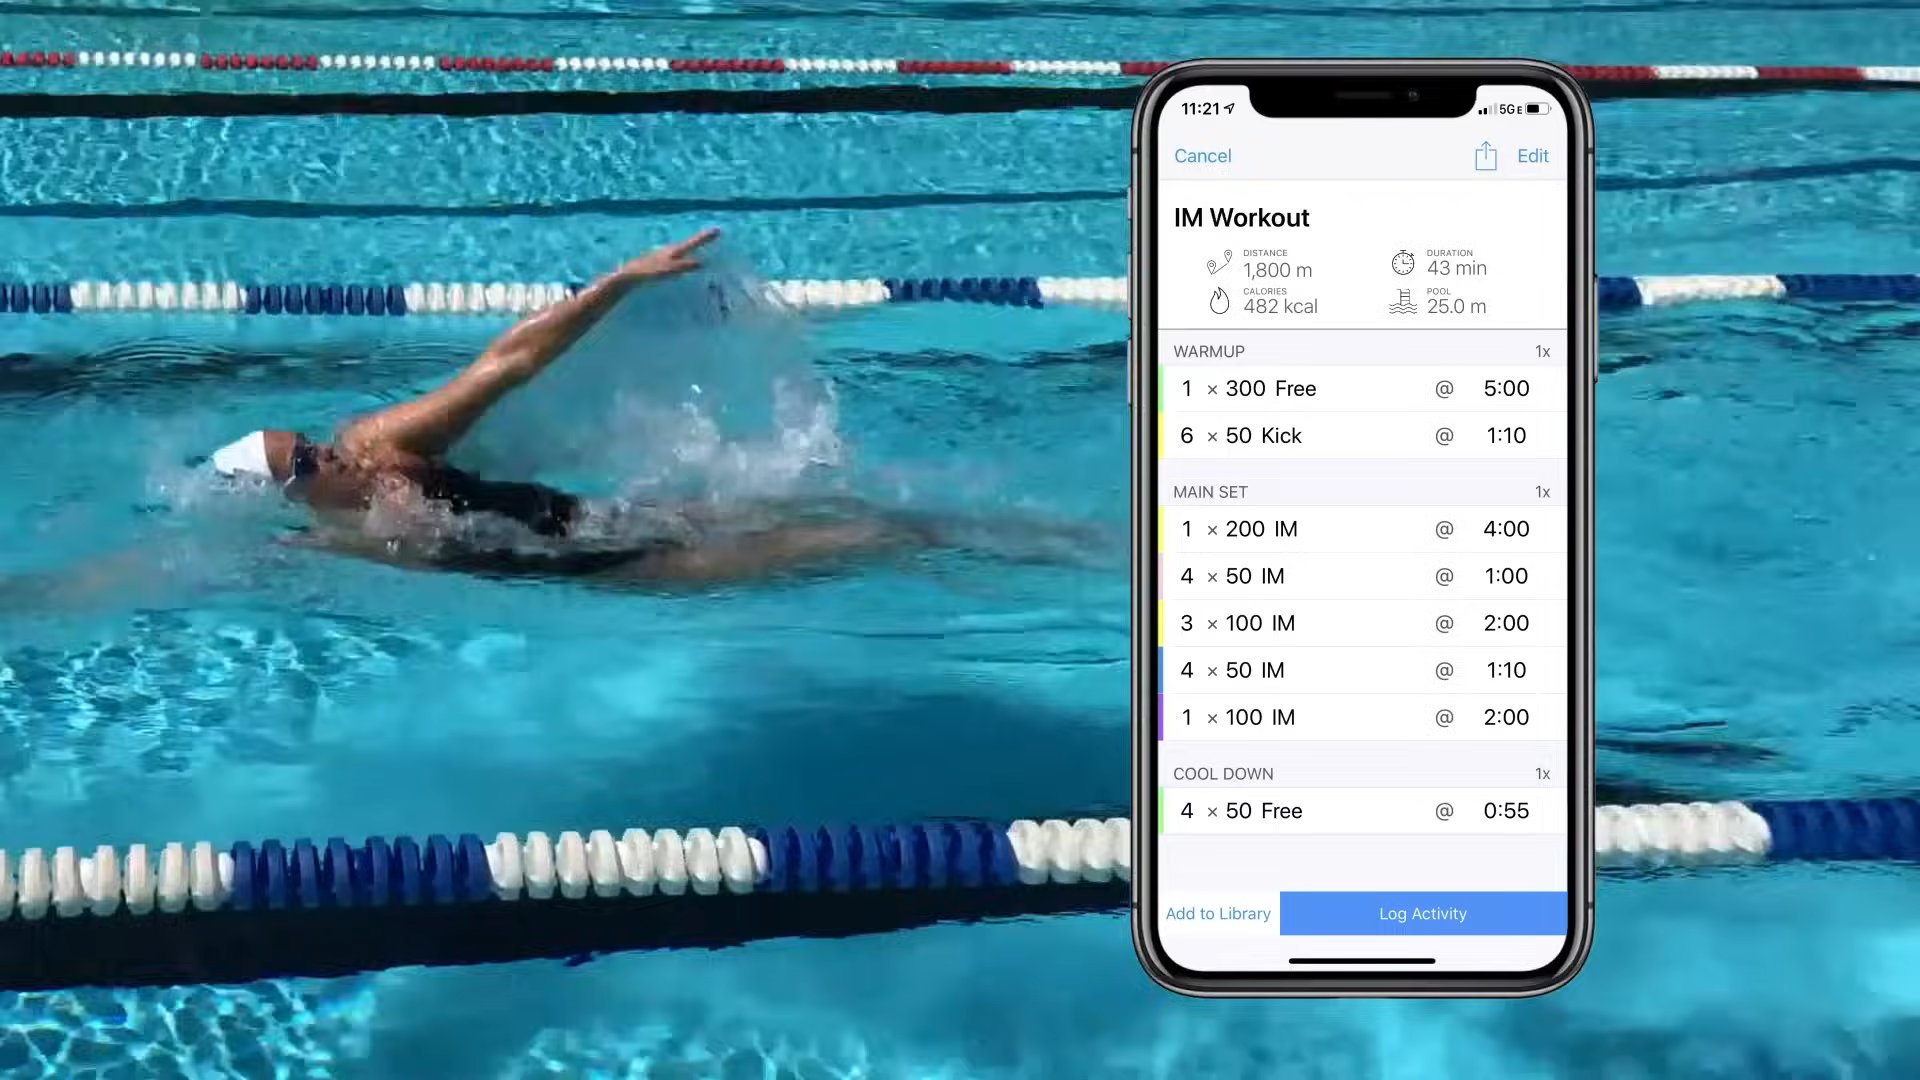 11:21 5GE
Cancel Edit
IM Workout
DISTANCE DURATION
1,800 m 43 min
CALORIES POOL
482 kcal 25.0 m
WARMUP 1x
1 × 300 Free @ 5:00
6 × 50 Kick @ 1:10
MAIN SET 1x
1 × 200 IM @ 4:00
4 × 50 IM @ 1:00
3 × 100 IM @ 2:00
4 × 50 IM @ 1:10
1 × 100 IM @ 2:00
COOL DOWN 1x
4 × 50 Free @ 0:55
Add to Library Log Activity